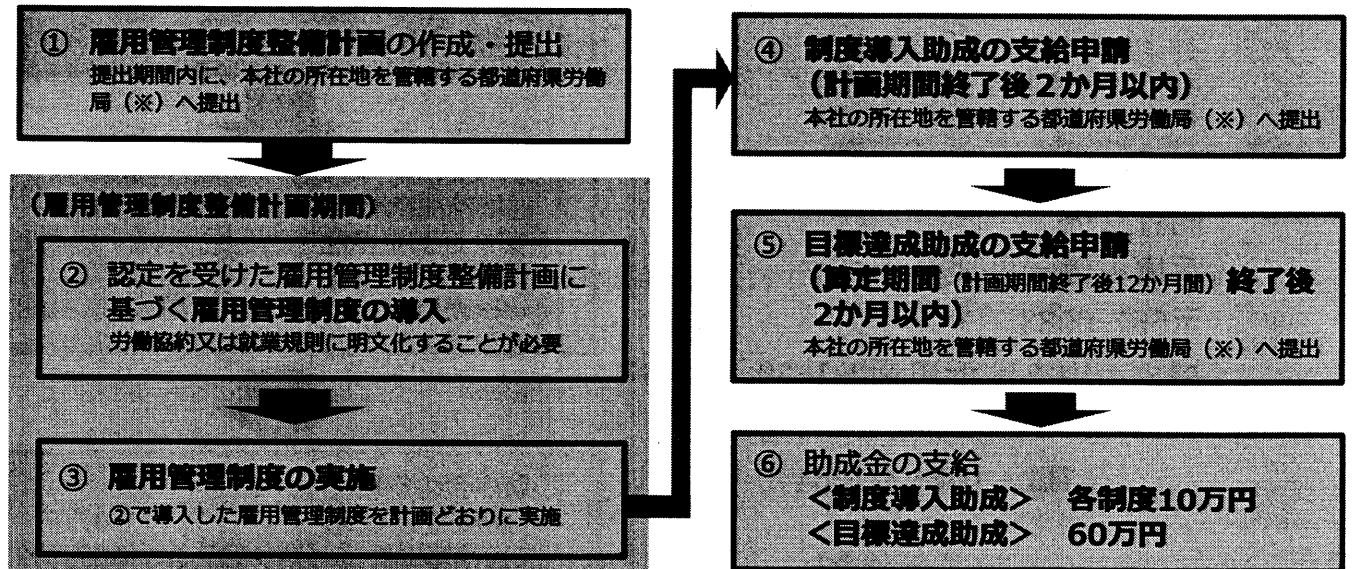 ① 雇用管理制度整備計画の作成・提出
提出期間内に、本社の所在地を管轄する都道府県労働
局（※）へ提出
（雇用管理制度整備計画期間）
② 認定を受けた雇用管理制度整備計画に
基づく雇用管理制度の導入
労働協約又は就業規則に明文化することが必要
③ 雇用管理制度の実施
②で導入した雇用管理制度を計画どおりに実施
④ 制度導入助成の支給申請
（計画期間終了後２か月以内）
本社の所在地を管轄する都道府県労働局（※）へ提出
⑤ 目標達成助成の支給申請
（算定期間（計画期間終了後12か月間）終了後
2か月以内）
本社の所在地を管轄する都道府県労働局（※）へ提出
⑥ 助成金の支給
＜制度導入助成＞ 各制度10万円
＜目標達成助成＞ 60万円